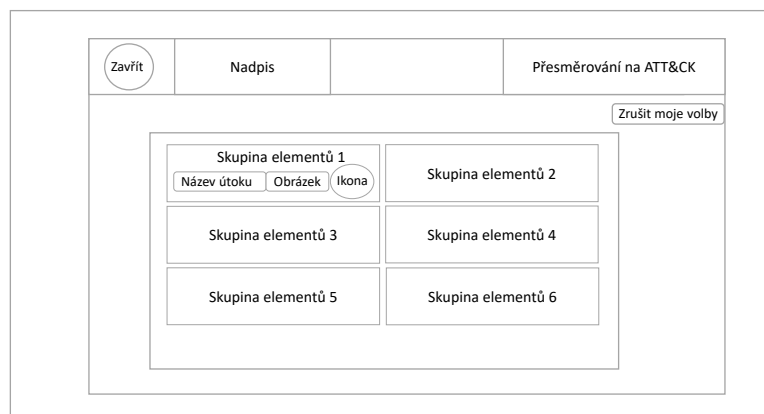 Zavřít
Nadpis
Přesměrování na ATT&CK
Zrušit moje volby
Skupina elementů 1
Název útoku
Obrázek
Ikona
Skupina elementů 2
Skupina elementů 3
Skupina elementů 4
Skupina elementů 5
Skupina elementů 6